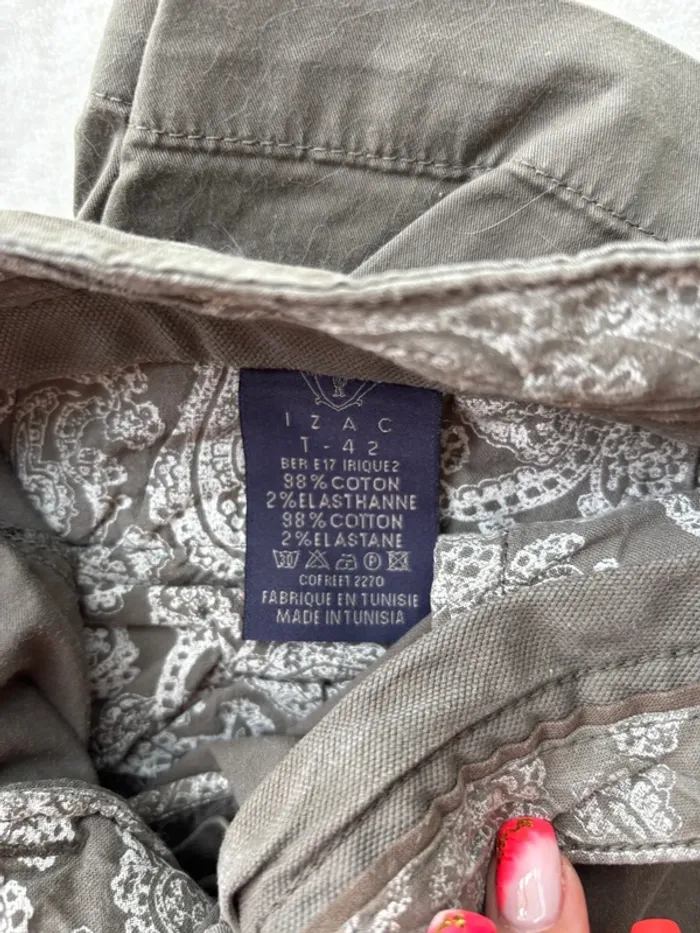 IZAC
T-42
BER E17 IRIQUE2
98% COTON
2% ELASTHANNE
98% COTTON
2% ELASTANE
COFREET 2270
FABRIQUE EN TUNISIE
MADE IN TUNISIA